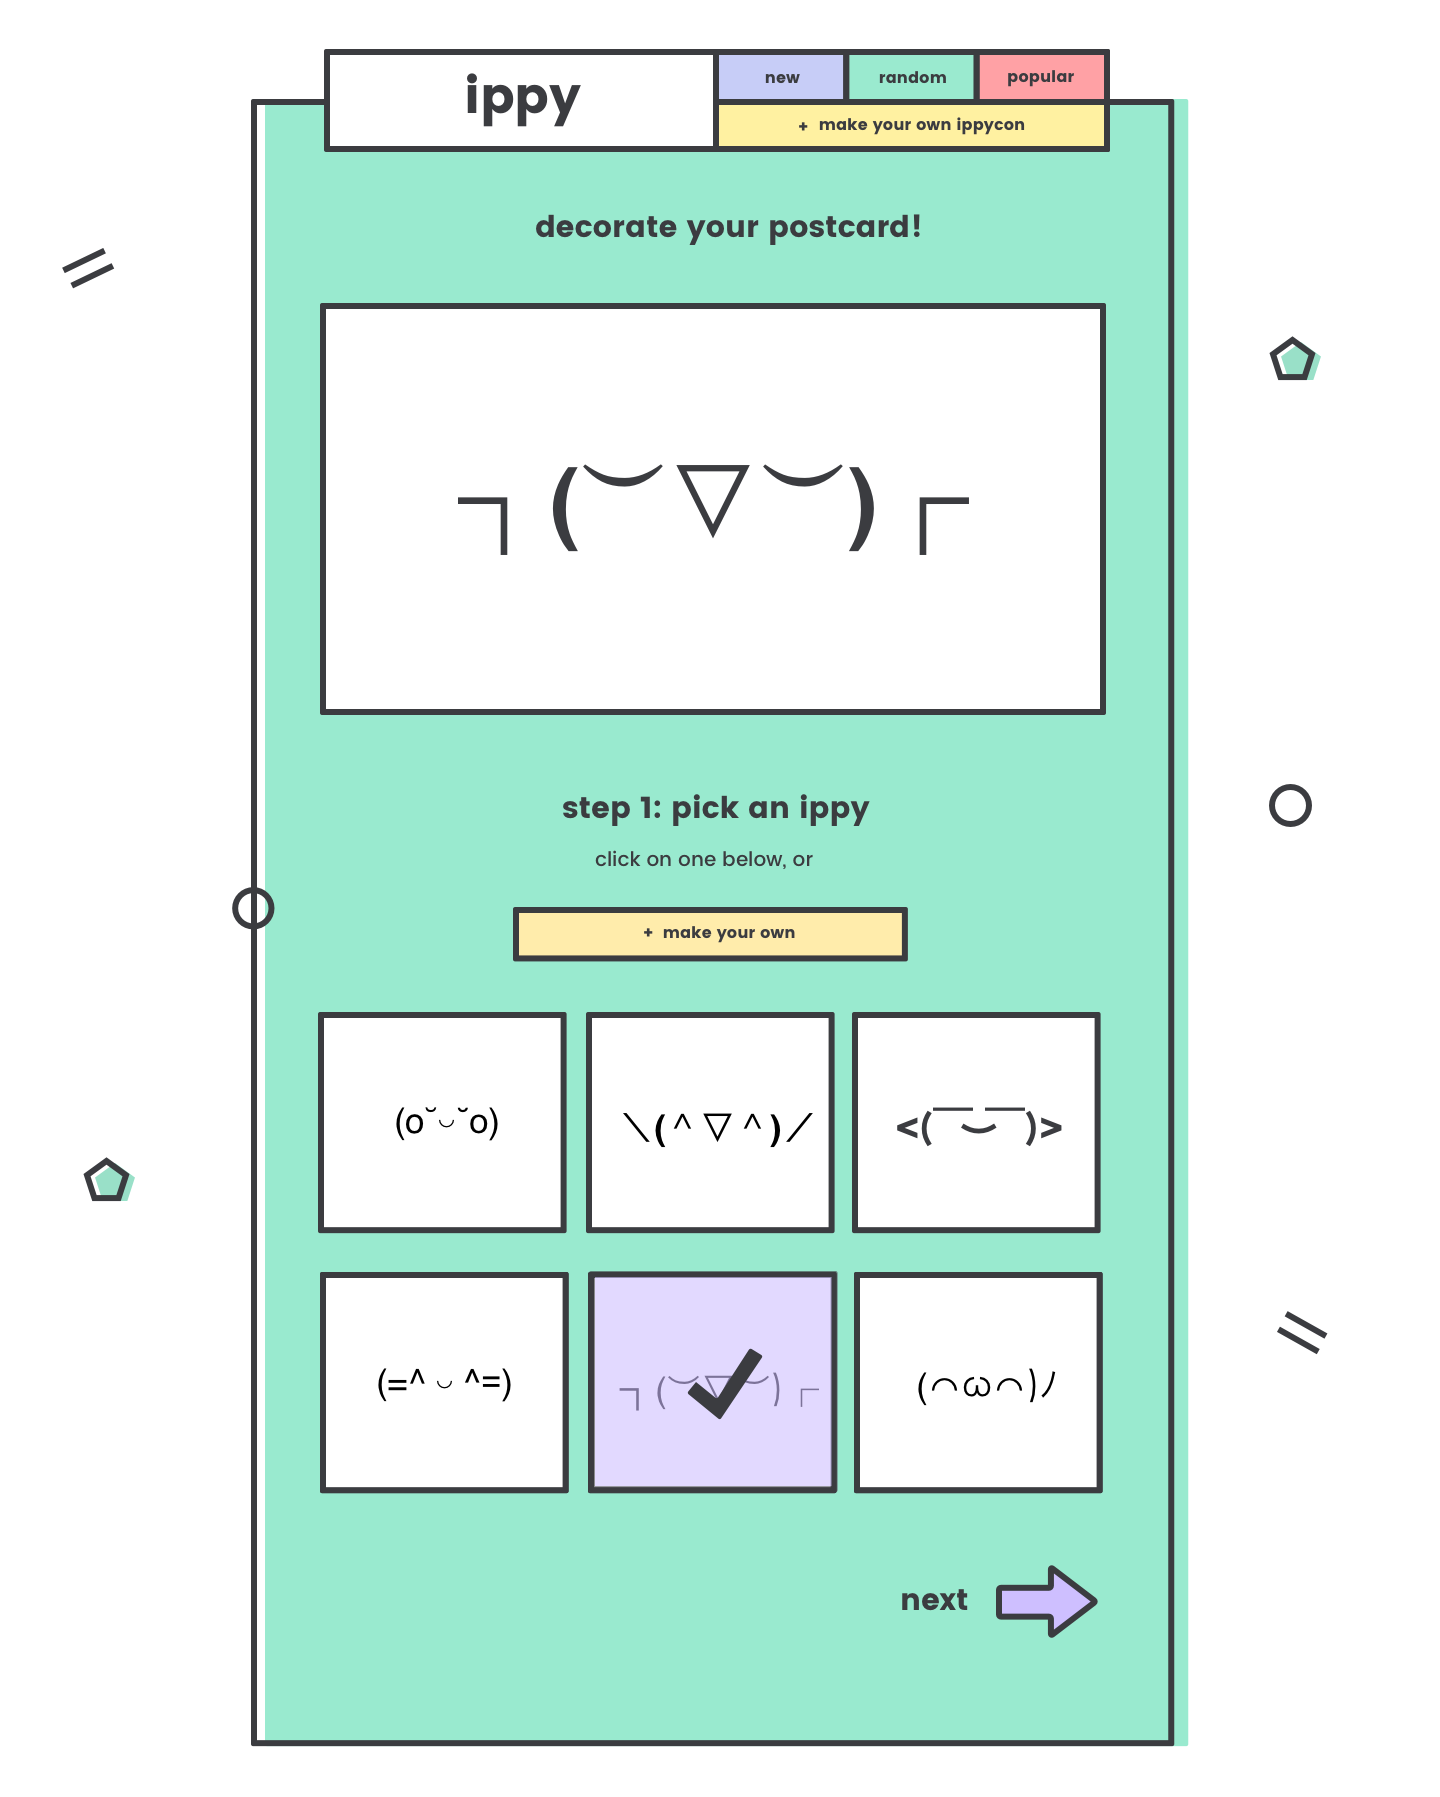 ippy
new random popular
+ make your own ippycon
decorate your postcard!
┐ (︶▽︶) ┌
step 1: pick an ippy
click on one below, or
+ make your own
(o˘◡˘o) ＼(＾▽＾)／ <(￣︶￣)>
(=^ ◡ ^=) ┐ (︶▽︶) ┌ (◠ω◠)ﾉ
next